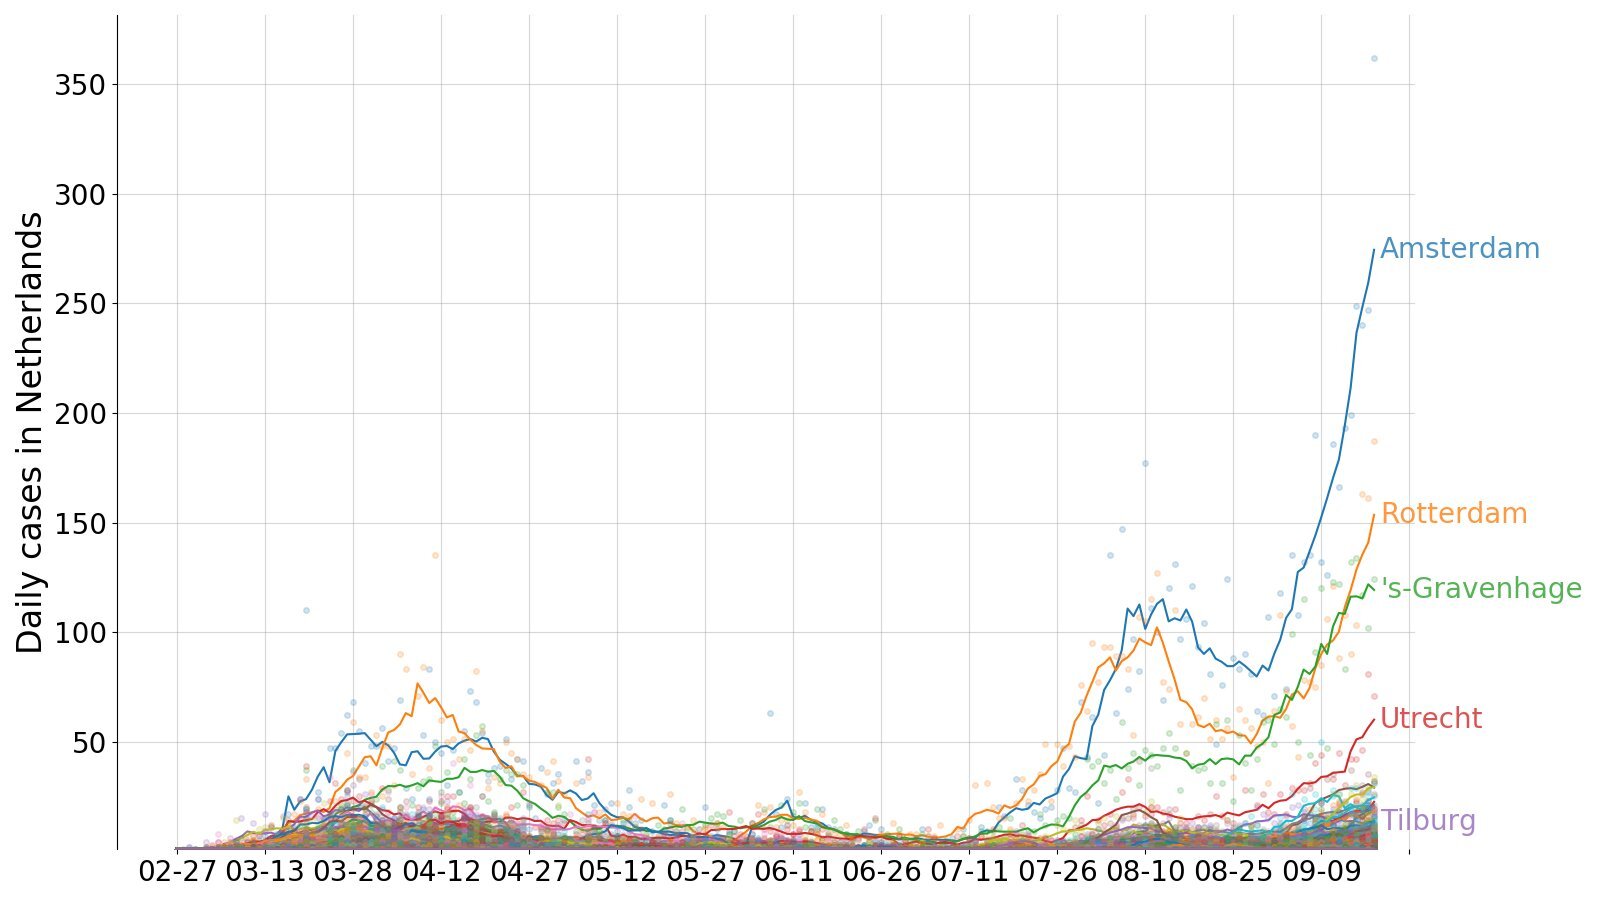 Daily cases in Netherlands
350
300
250
200
150
100
50
Amsterdam
Rotterdam
's-Gravenhage
Utrecht
Tilburg
02-27 03-13 03-28 04-12 04-27 05-12 05-27 06-11 06-26 07-11 07-26 08-10 08-25 09-09